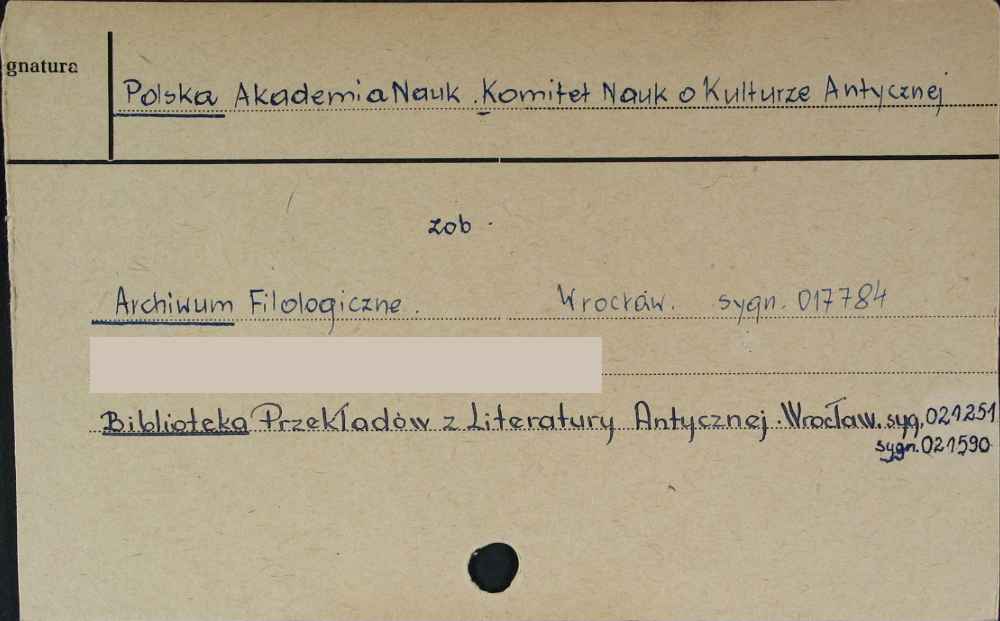 gnatura
Polska Akademia Nauk. Komitet Nauk o Kulturze Antycznej
zob.
Archiwum Filologiczne. Wrocław. sygn. 017784
Biblioteka Przekładów z Literatury Antycznej. Wrocław. syg. 021251
sygn. 021590